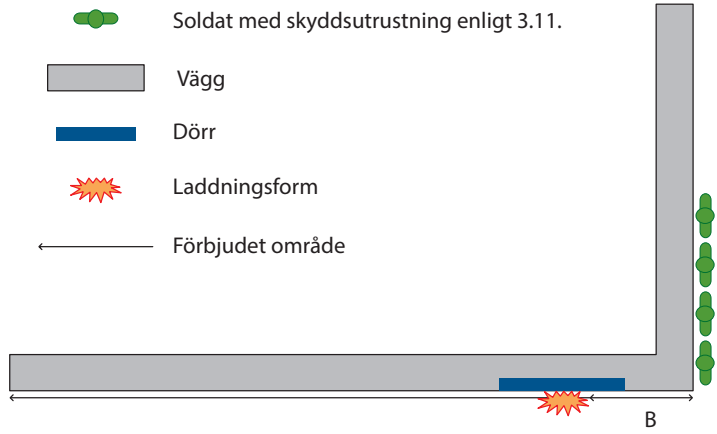 Soldat med skyddsutrustning enligt 3.11.
Vägg
Dörr
Laddningsform
Förbjudet område
B